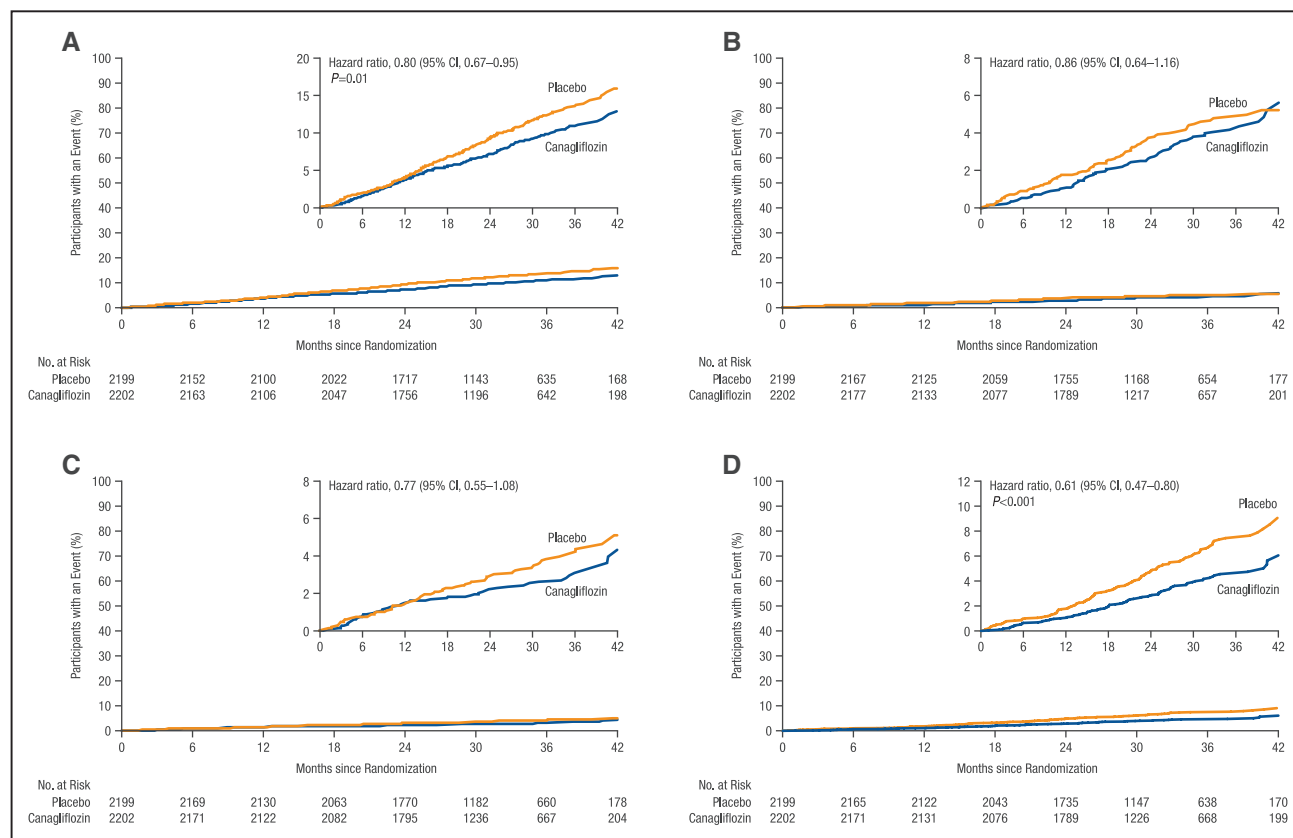 A
Participants with an Event (%)
100
90
80
70
60
50
40
30
20
10
0
Hazard ratio, 0.80 (95% CI, 0.67–0.95)
P=0.01
20
15
10
5
0
Placebo
Canagliflozin
0 6 12 18 24 30 36 42
0 6 12 18 24 30 36 42
Months since Randomization
No. at Risk
Placebo 2199 2152 2100 2022 1717 1143 635 168
Canagliflozin 2202 2163 2106 2047 1756 1196 642 198
B
Participants with an Event (%)
100
90
80
70
60
50
40
30
20
10
0
Hazard ratio, 0.86 (95% CI, 0.64–1.16)
8
6
4
2
0
Placebo
Canagliflozin
0 6 12 18 24 30 36 42
0 6 12 18 24 30 36 42
Months since Randomization
No. at Risk
Placebo 2199 2167 2125 2059 1755 1168 654 177
Canagliflozin 2202 2177 2133 2077 1789 1217 657 201
C
Participants with an Event (%)
100
90
80
70
60
50
40
30
20
10
0
Hazard ratio, 0.77 (95% CI, 0.55–1.08)
8
6
4
2
0
Placebo
Canagliflozin
0 6 12 18 24 30 36 42
0 6 12 18 24 30 36 42
Months since Randomization
No. at Risk
Placebo 2199 2169 2130 2063 1770 1182 660 178
Canagliflozin 2202 2171 2122 2082 1795 1236 667 204
D
Participants with an Event (%)
100
90
80
70
60
50
40
30
20
10
0
Hazard ratio, 0.61 (95% CI, 0.47–0.80)
P<0.001
12
10
8
6
4
2
0
Placebo
Canagliflozin
0 6 12 18 24 30 36 42
0 6 12 18 24 30 36 42
Months since Randomization
No. at Risk
Placebo 2199 2165 2122 2043 1735 1147 638 170
Canagliflozin 2202 2171 2131 2076 1789 1226 668 199